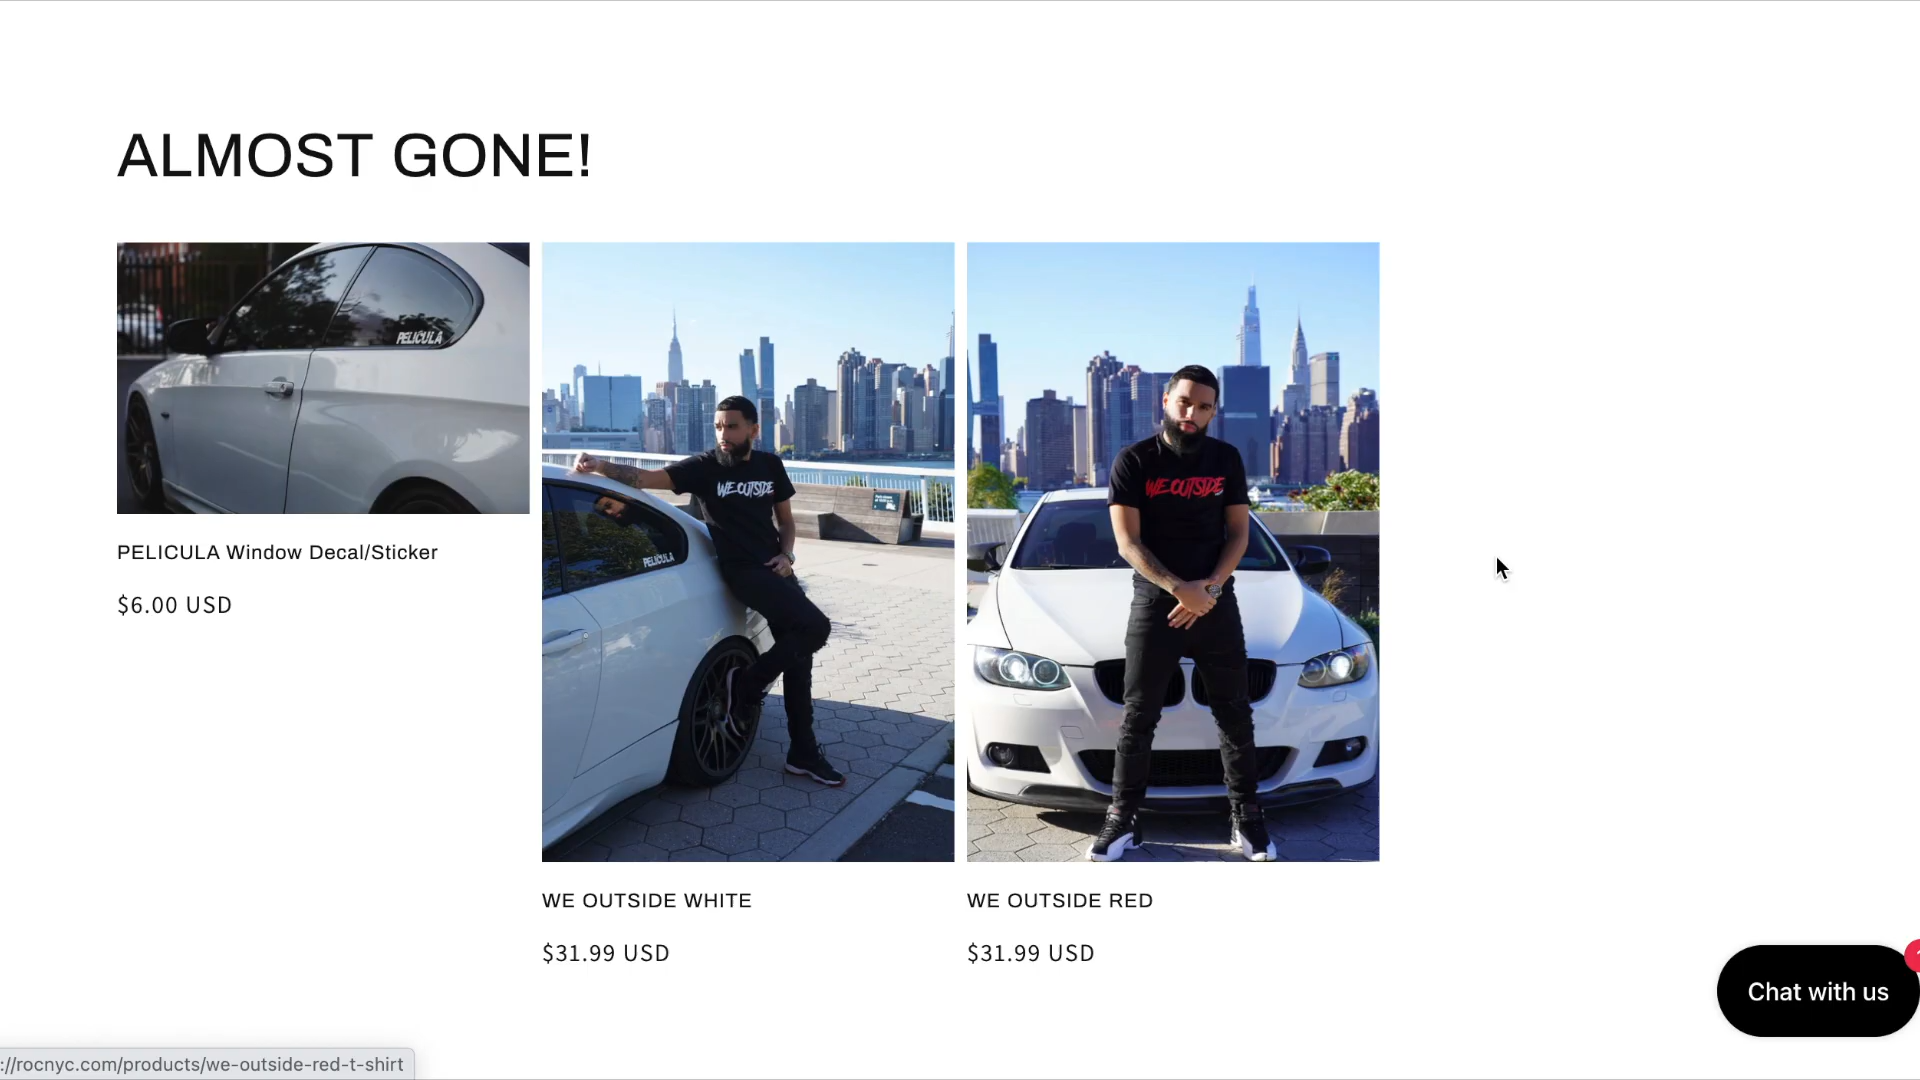 ALMOST GONE!
PELICULA
PELICULA Window Decal/Sticker
$6.00 USD
WE OUTSIDE
PELICULA
WE OUTSIDE WHITE
$31.99 USD
WE OUTSIDE
WE OUTSIDE RED
$31.99 USD
Chat with us
://rocnyc.com/products/we-outside-red-t-shirt